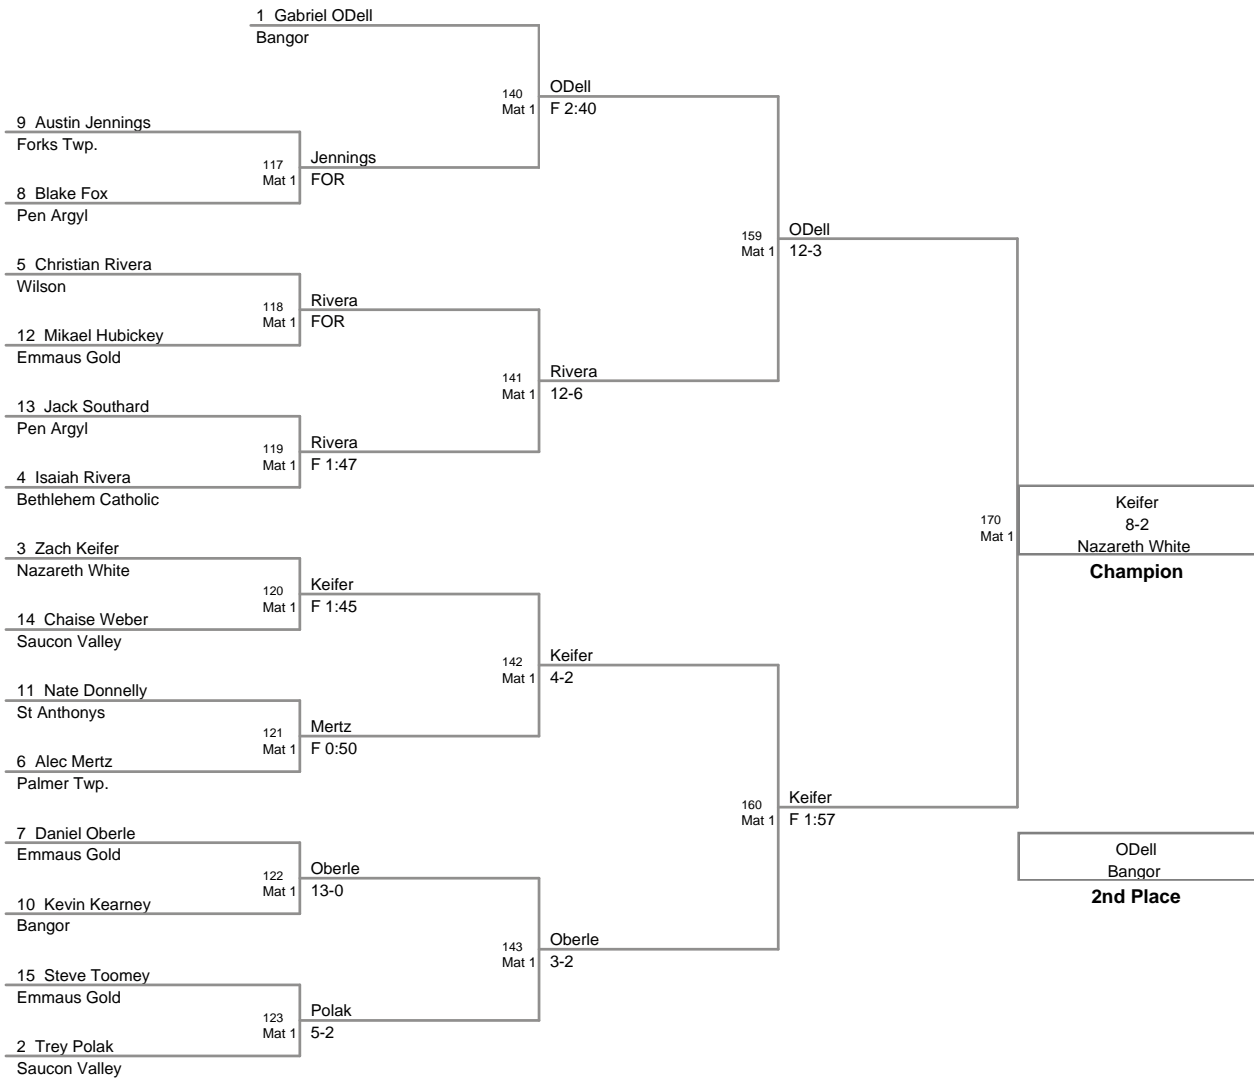 1 Gabriel ODell
Bangor
140
Mat 1
ODell
F 2:40
9 Austin Jennings
Forks Twp.
117
Mat 1
Jennings
FOR
8 Blake Fox
Pen Argyl
159
Mat 1
ODell
12-3
5 Christian Rivera
Wilson
118
Mat 1
Rivera
FOR
12 Mikael Hubickey
Emmaus Gold
141
Mat 1
Rivera
12-6
13 Jack Southard
Pen Argyl
119
Mat 1
Rivera
F 1:47
4 Isaiah Rivera
Bethlehem Catholic
170
Mat 1
Keifer
8-2
Nazareth White
Champion
3 Zach Keifer
Nazareth White
120
Mat 1
Keifer
F 1:45
14 Chaise Weber
Saucon Valley
142
Mat 1
Keifer
4-2
11 Nate Donnelly
St Anthonys
121
Mat 1
Mertz
F 0:50
6 Alec Mertz
Palmer Twp.
160
Mat 1
Keifer
F 1:57
7 Daniel Oberle
Emmaus Gold
122
Mat 1
Oberle
13-0
10 Kevin Kearney
Bangor
ODell
Bangor
2nd Place
143
Mat 1
Oberle
3-2
15 Steve Toomey
Emmaus Gold
123
Mat 1
Polak
5-2
2 Trey Polak
Saucon Valley